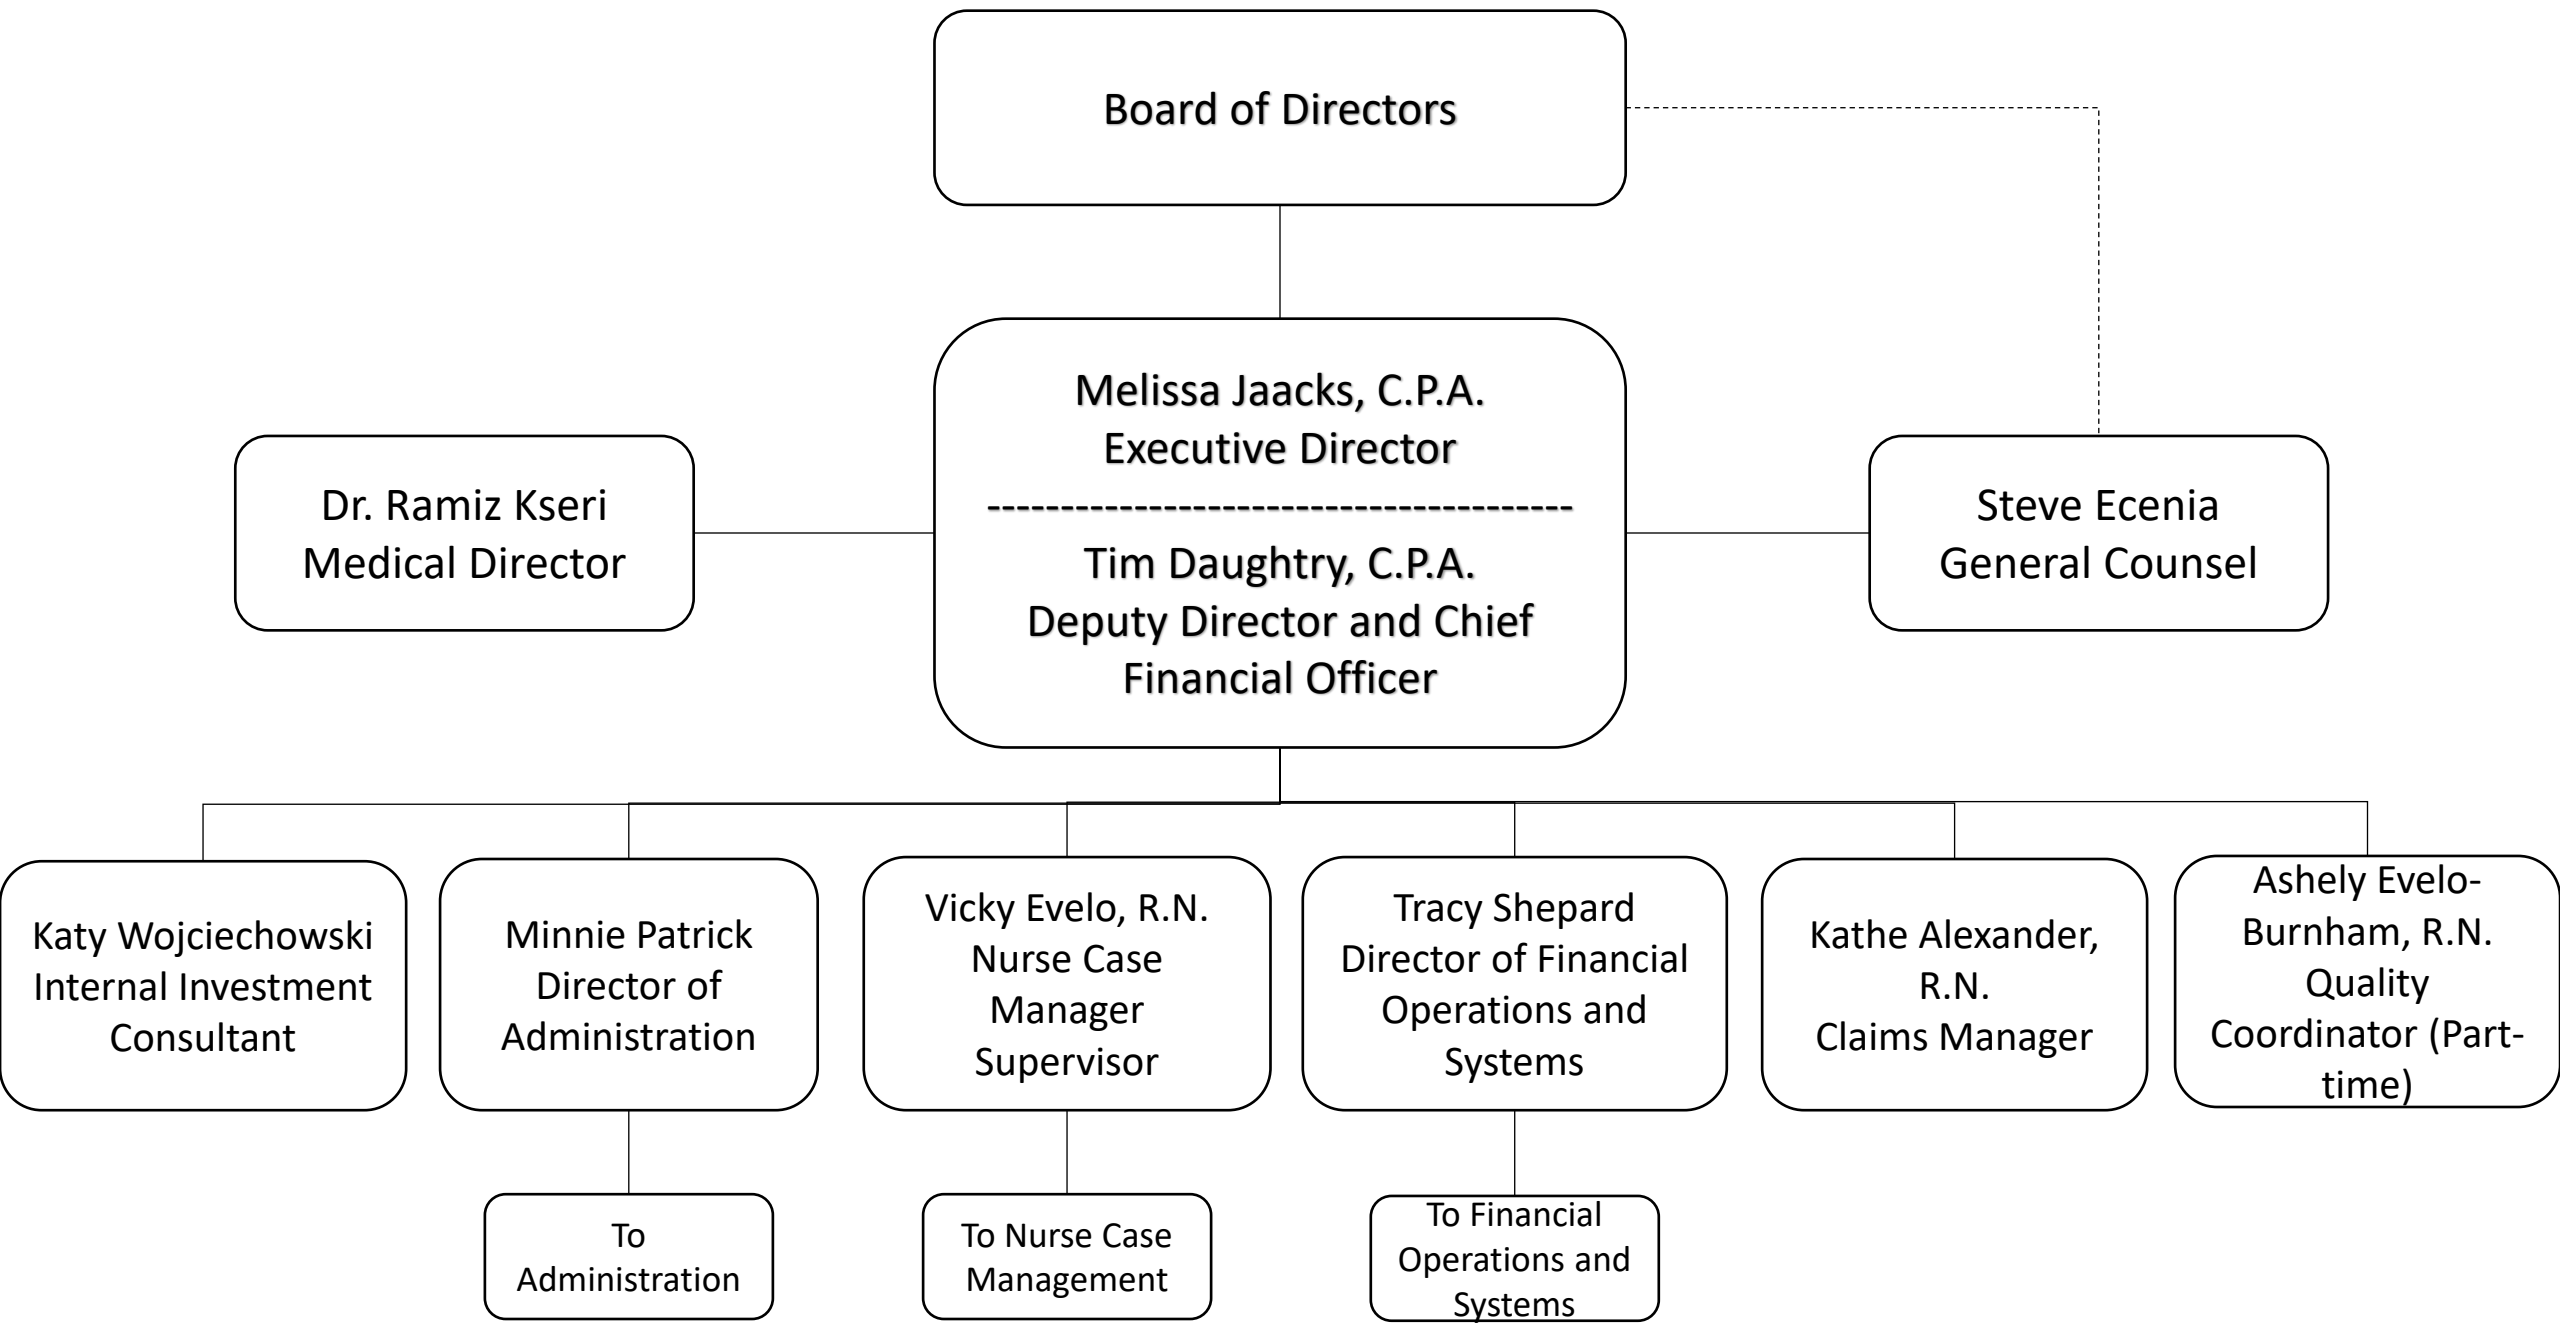 Board of Directors
Melissa Jaacks, C.P.A.
Executive Director
----------------------------------------
Tim Daughtry, C.P.A.
Deputy Director and Chief
Financial Officer
Dr. Ramiz Kseri
Medical Director
Steve Ecenia
General Counsel
Katy Wojciechowski
Internal Investment
Consultant
Minnie Patrick
Director of
Administration
Vicky Evelo, R.N.
Nurse Case
Manager
Supervisor
Tracy Shepard
Director of Financial
Operations and
Systems
Kathe Alexander,
R.N.
Claims Manager
Ashely Evelo-
Burnham, R.N.
Quality
Coordinator (Part-
time)
To
Administration
To Nurse Case
Management
To Financial
Operations and
Systems